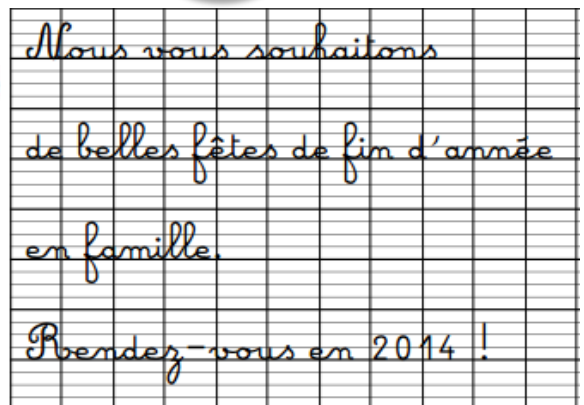 Nous vous souhaitons
de belles fêtes de fin d'année
en famille.
Rendez-vous en 2014 !